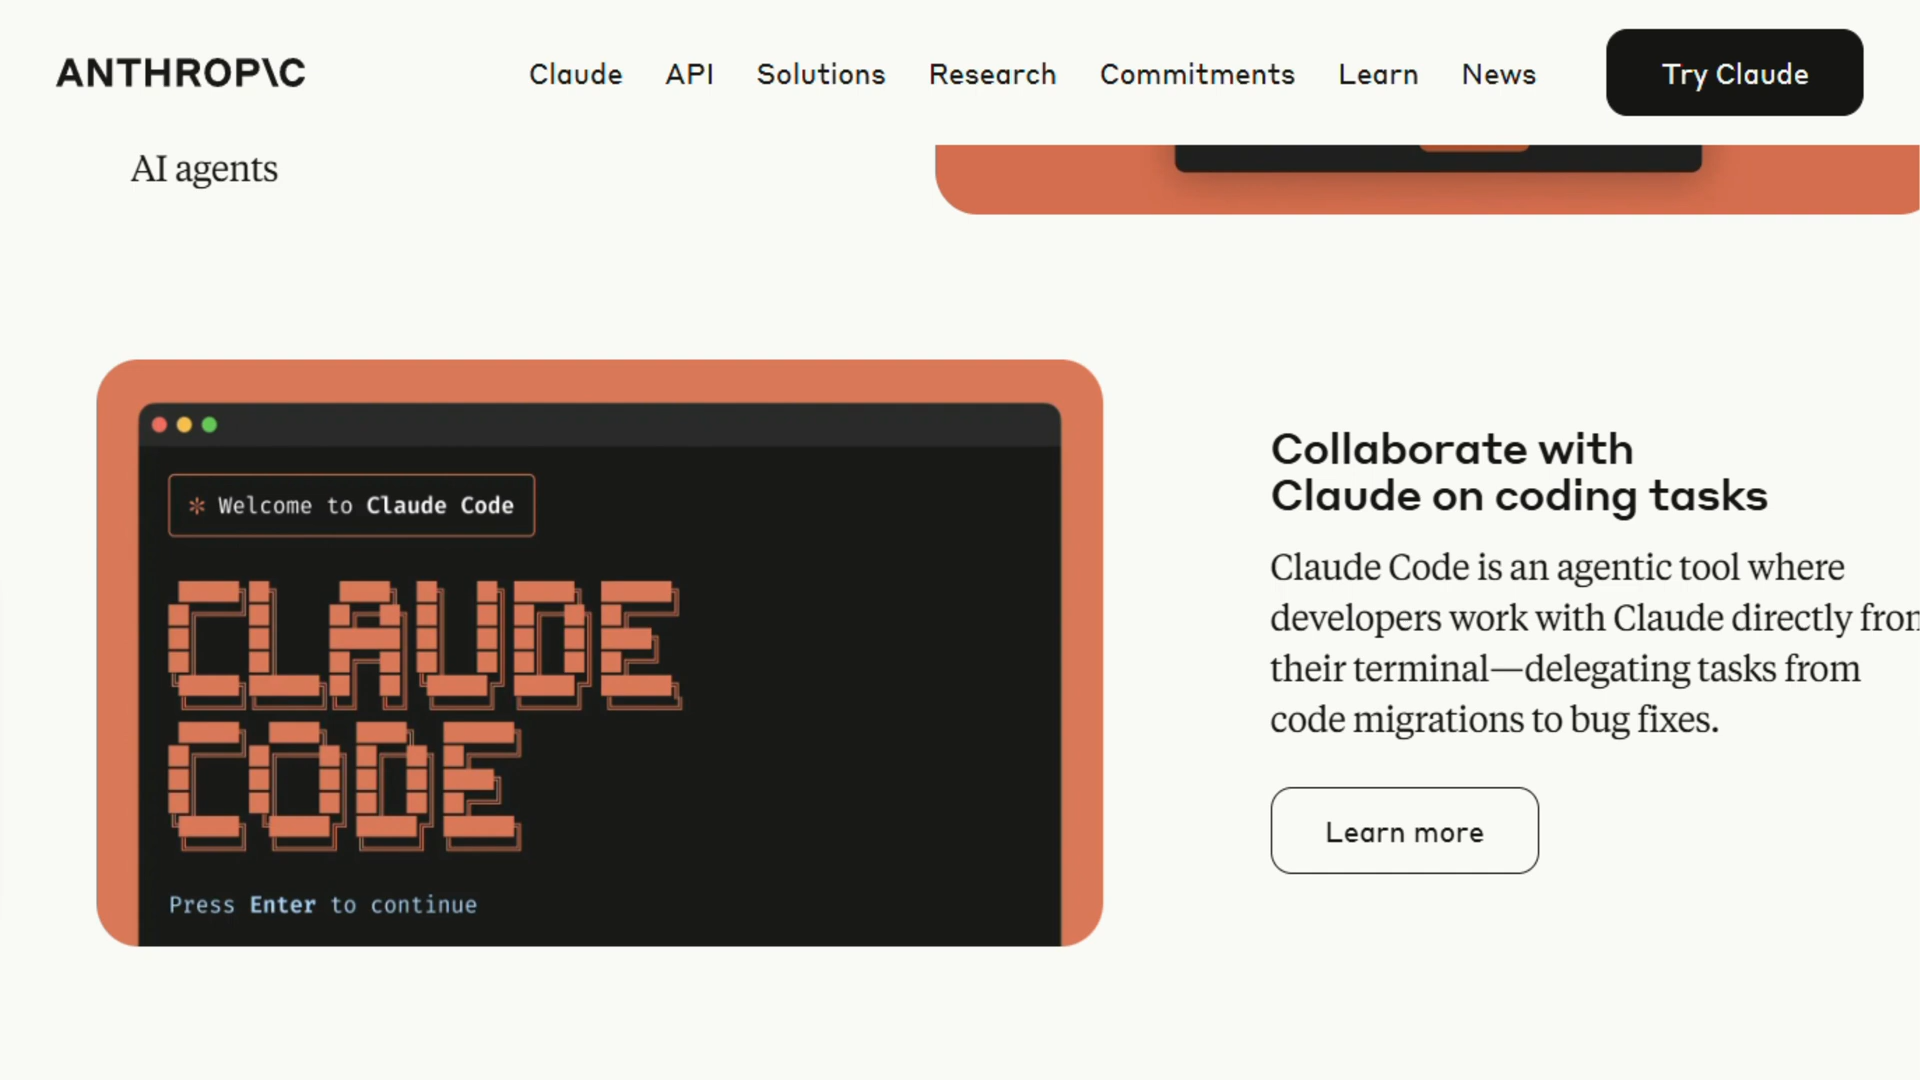 ANTHROP\C
Claude
API
Solutions
Research
Commitments
Learn
News
Try Claude
AI agents
Welcome to Claude Code
CLAUDE
CODE
Press Enter to continue
Collaborate with
Claude on coding tasks
Claude Code is an agentic tool where
developers work with Claude directly
their terminal—delegating tasks from
code migrations to bug fixes.
Learn more